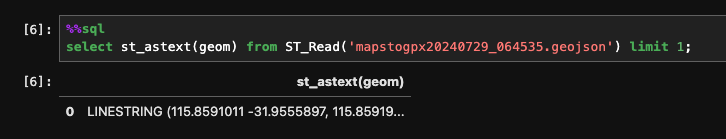 [6]: %%sql
select st_astext(geom) from ST_Read('mapstogpx20240729_064535.geojson') limit 1;
[6]: st_astext(geom)
0 LINESTRING (115.8591011 -31.9555897, 115.85919...